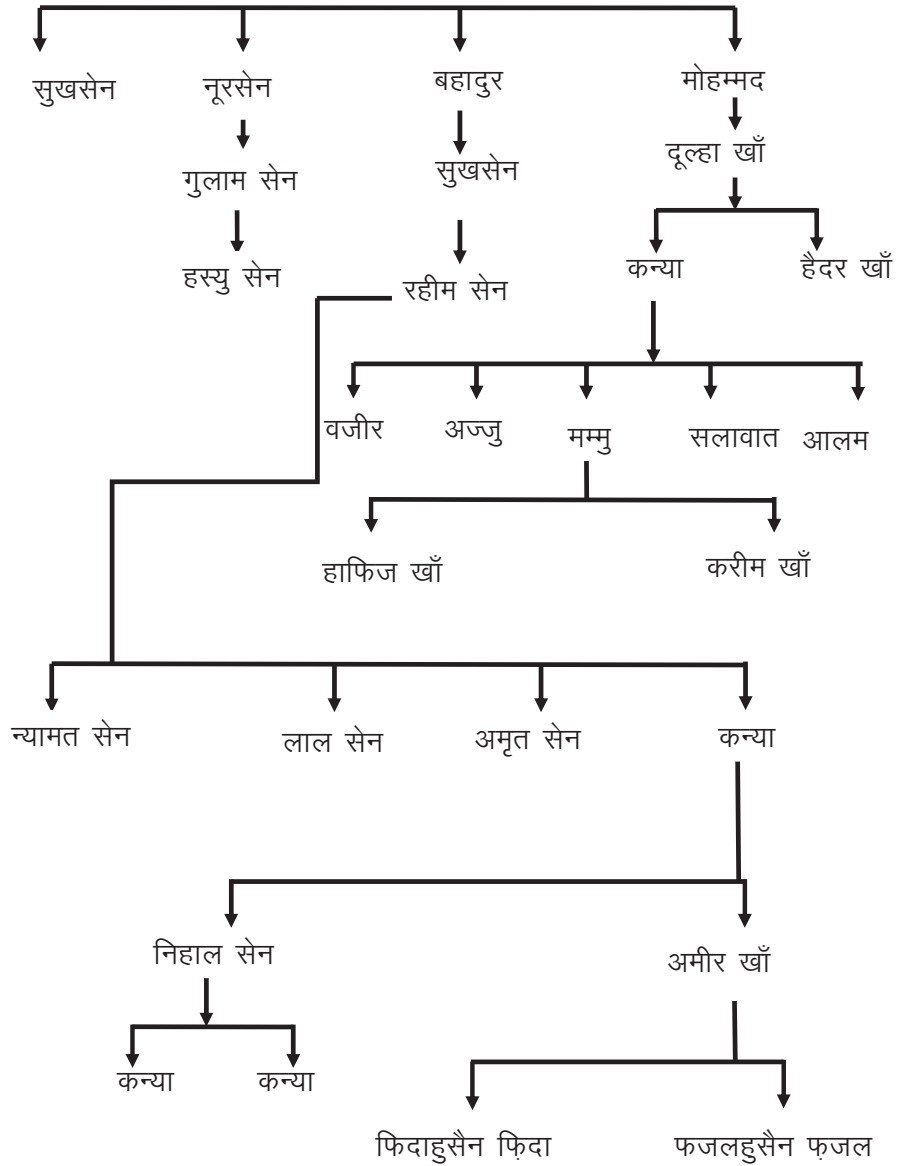 सुखसेन नूरसेन बहादुर मोहम्मद
दूल्हा खाँ
गुलाम सेन सुखसेन
हस्यु सेन रहीम सेन कन्या हैदर खाँ
वजीर अज्जु मम्मु सलावात आलम
हाफिज खाँ करीम खाँ
न्यामत सेन लाल सेन अमृत सेन कन्या
निहाल सेन अमीर खाँ
कन्या कन्या
फिदाहुसैन फि़दा फजलहुसैन फ़जल